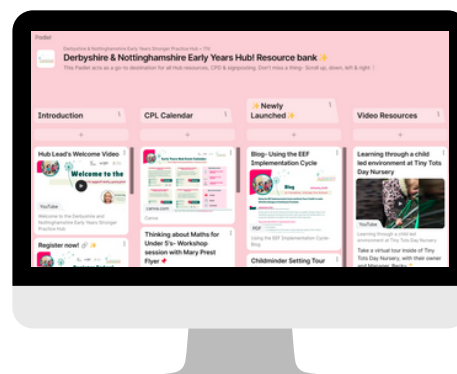 Padlet
Derbyshire & Nottinghamshire Early Years Stronger Practice Hub + 176
Derbyshire & Nottinghamshire Early Years Hub! Resource bank✨
This Padlet acts as a go-to destination for all Hub resources, CPD & signposting. Don't miss a thing- Scroll up, down, left & right
Introduction
CPL Calendar
✨Newly
Launched✨
Video Resources
Hub Lead's Welcome Video
Welcome to the
YouTube
Welcome to the Derbyshire and
Nottinghamshire Early Years Stronger
Practice Hub
Register now! 🔗 ✨
Canva
Thinking about Maths for
Under 5's- Workshop
session with Mary Prest
Flyer 📌
Blog- Using the EEF
Implementation Cycle
Blog
PDF
Using the EEF Implementation Cycle-
Blog
Childminder Setting Tour
Learning through a child
led environment at Tiny Tots
Day Nursery
YouTube
Learning through a child led
environment at Tiny Tots Day Nursery
Take a virtual tour inside of Tiny
Tots Day Nursery, with their owner
and Manager, Becky